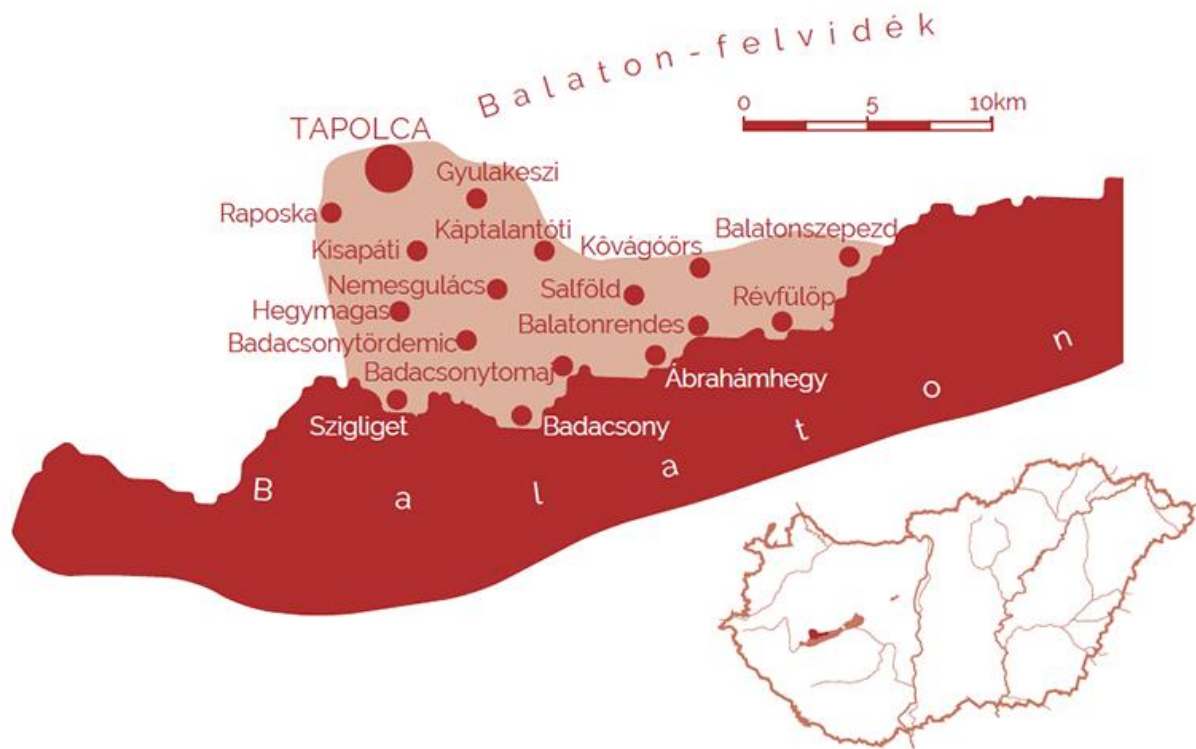 Balaton-felvidék
0 5 10km
TAPOLCA
Gyulakeszi
Raposka
Káptalantóti
Kisapáti
Kôvágóörs
Balatonszepezd
Nemesgulács
Salföld
Révfülöp
Hegymagas
Balatonrendes
Badacsonytördemic
Badacsonytomaj
Ábrahámhegy
Szigliget
Badacsony
Balaton